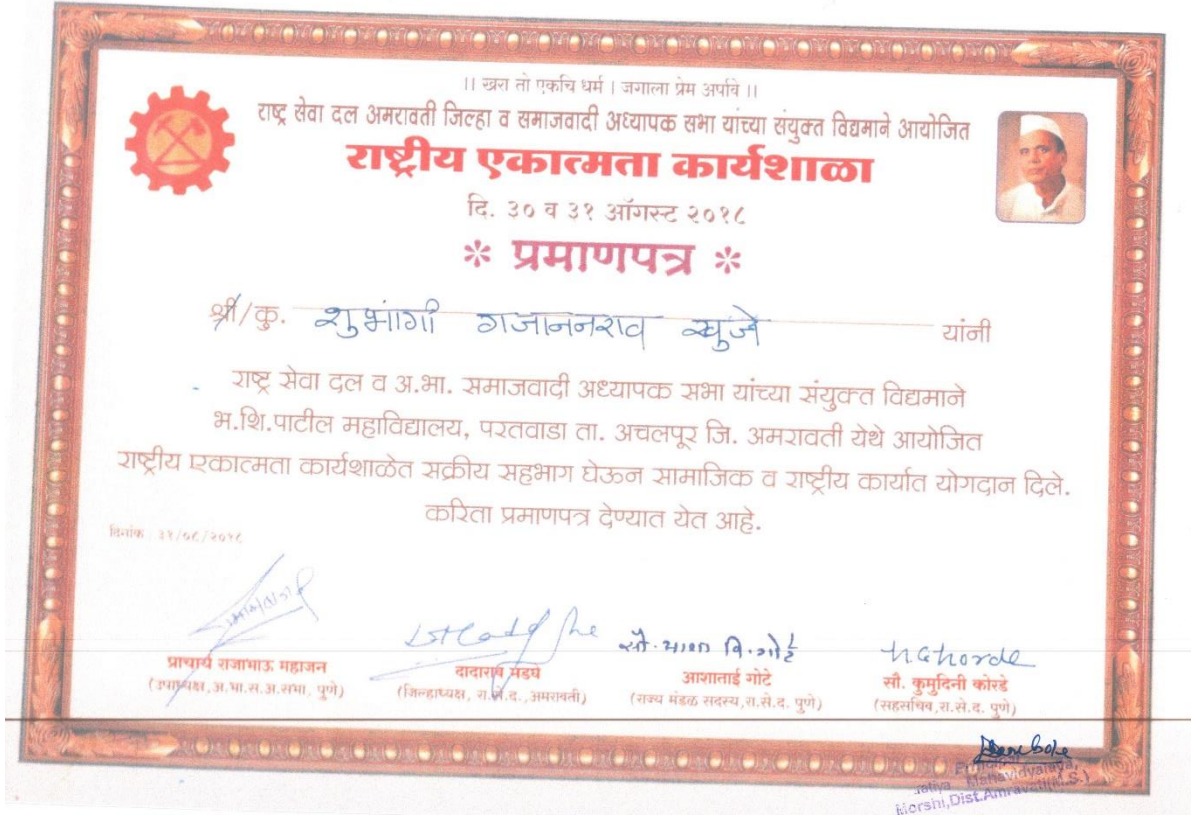 ।। खरा तो एकचि धर्म । जगाला प्रेम अर्पावे ।।
राष्ट्र सेवा दल अमरावती जिल्हा व समाजवादी अध्यापक सभा यांच्या संयुक्त विद्यमाने आयोजित
राष्ट्रीय एकात्मता कार्यशाळा
दि. ३० व ३१ ऑगस्ट २०१८
* प्रमाणपत्र *
श्री/कु. शुभांगी गजाननराव खुजे यांनी
राष्ट्र सेवा दल व अ.भा. समाजवादी अध्यापक सभा यांच्या संयुक्त विद्यमाने
भ.शि.पाटील महाविद्यालय, परतवाडा ता. अचलपूर जि. अमरावती येथे आयोजित
राष्ट्रीय एकात्मता कार्यशाळेत सक्रीय सहभाग घेऊन सामाजिक व राष्ट्रीय कार्यात योगदान दिले.
करिता प्रमाणपत्र देण्यात येत आहे.
दिनांक : ३१/०८/२०१८
सौ. आशा वि. गोटे
प्राचार्य राजाभाऊ महाजन
दादाराव मडघे
आशाताई गोटे
सौ. कुमुदिनी कोरडे
(उपाध्यक्ष,अ.भा.स.अ.सभा, पुणे)
(जिल्हाध्यक्ष, रा.से.द.,अमरावती)
(राज्य मंडळ सदस्य,रा.से.द. पुणे)
(सहसचिव,रा.से.द. पुणे)
Mahavidyalaya,
Morshi,Dist.Amravati(M.S.)